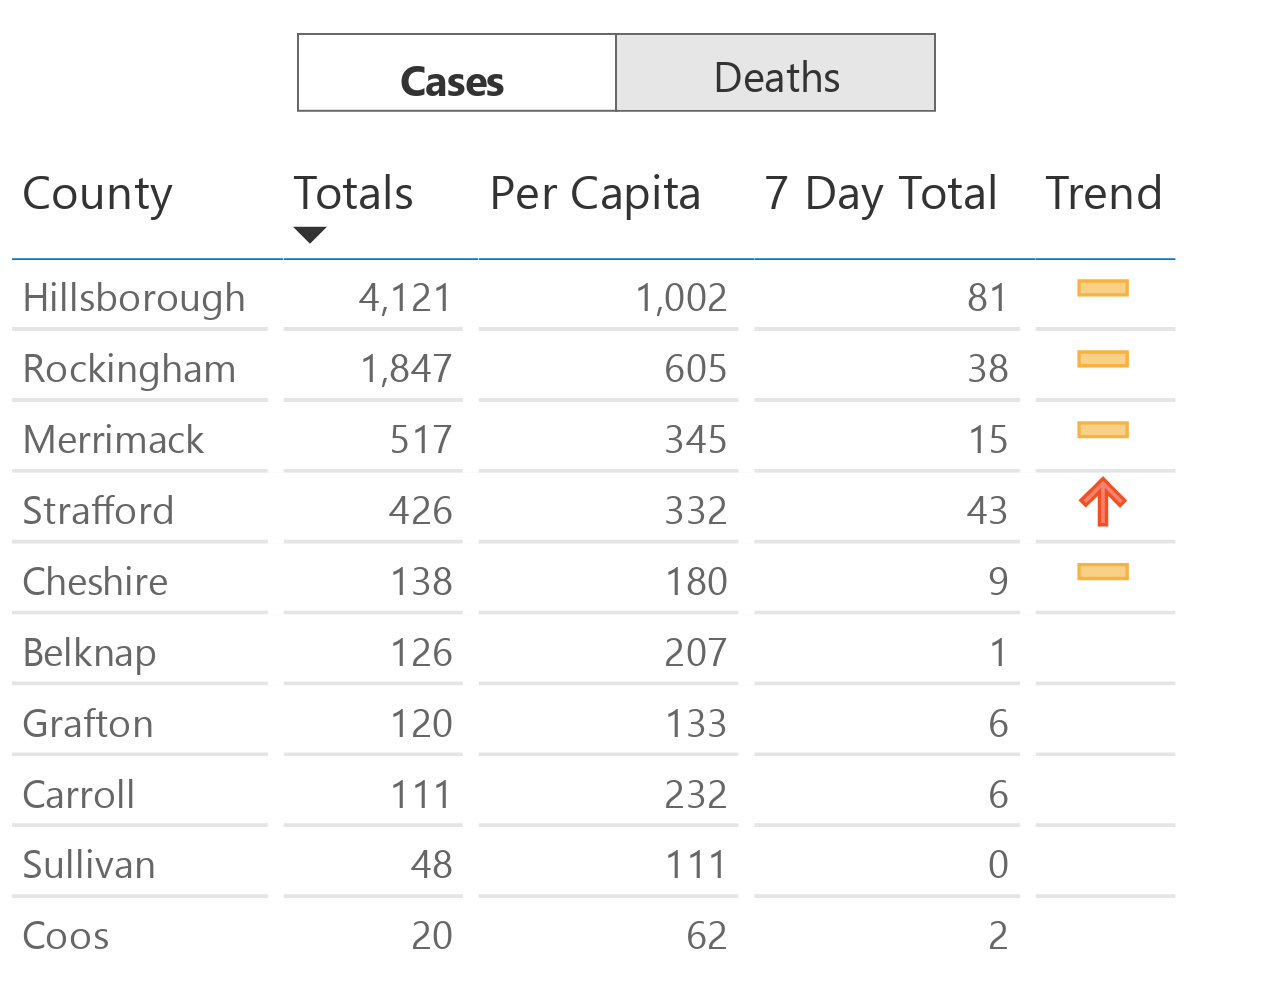 Cases Deaths
County Totals Per Capita 7 Day Total Trend
Hillsborough 4,121 1,002 81
Rockingham 1,847 605 38
Merrimack 517 345 15
Strafford 426 332 43
Cheshire 138 180 9
Belknap 126 207 1
Grafton 120 133 6
Carroll 111 232 6
Sullivan 48 111 0
Coos 20 62 2